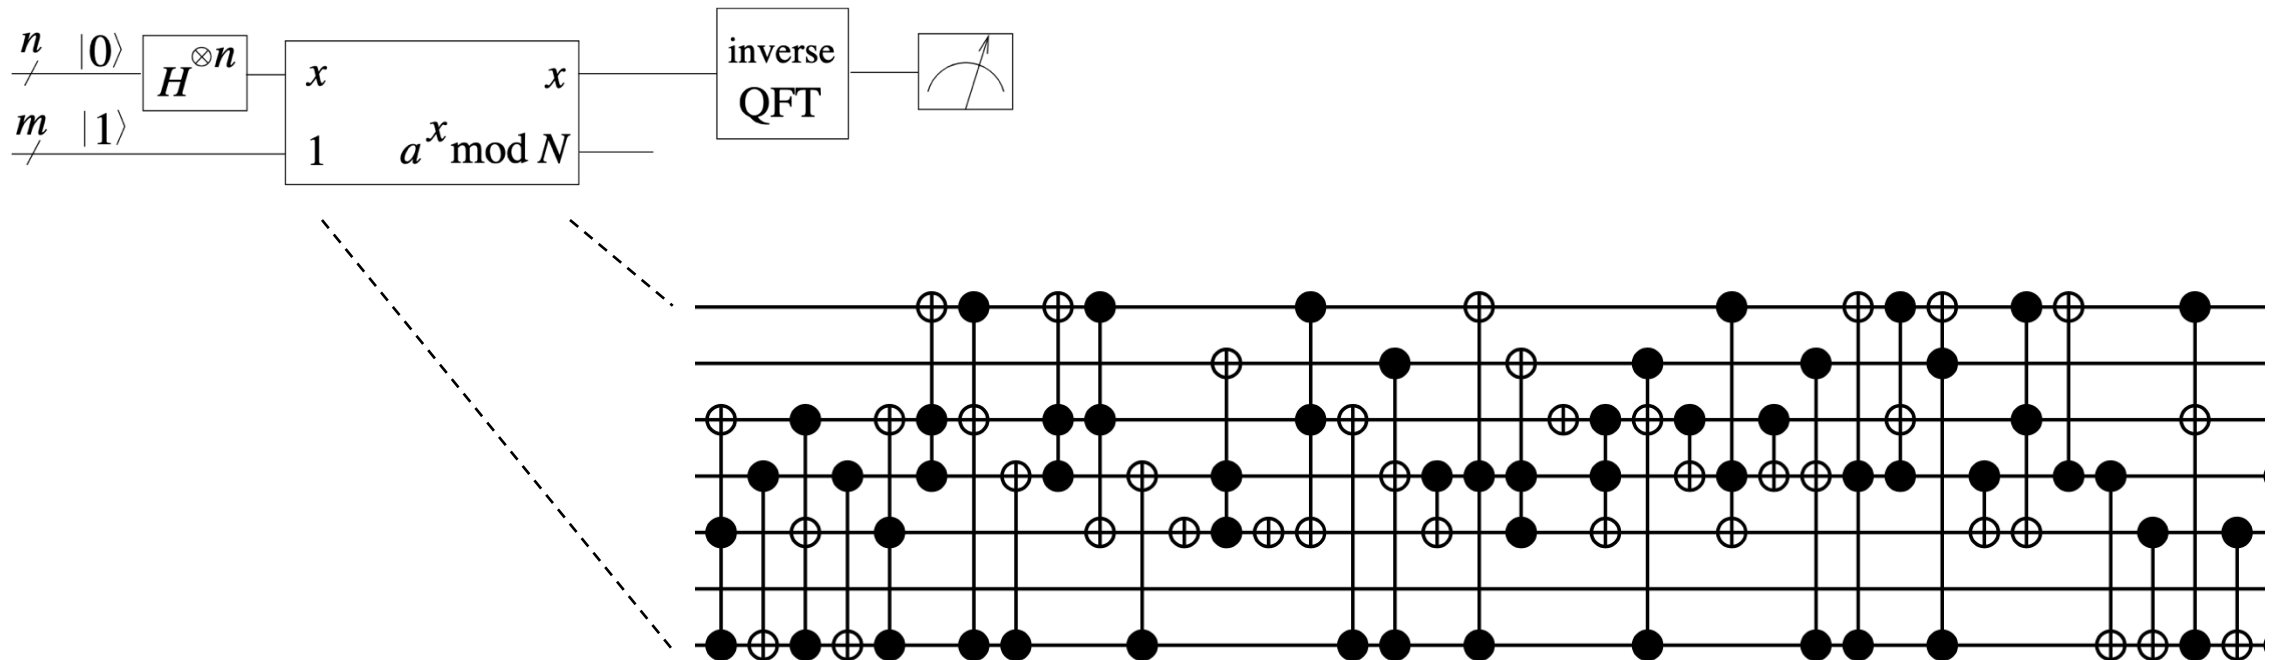 n |0⟩ H^{⊗n} x x inverse QFT
m |1⟩ 1 a^x mod N